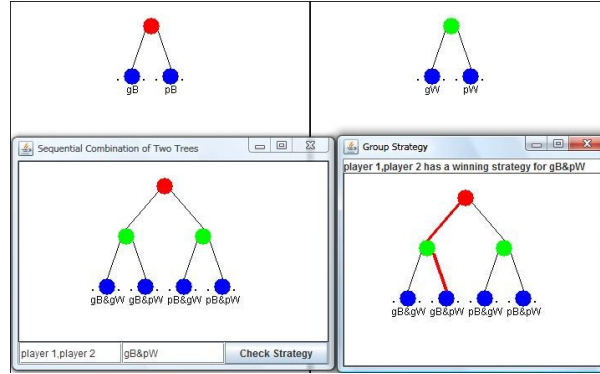 gB pB
gW pW
Sequential Combination of Two Trees
gB&gW gB&pW pB&gW pB&pW
player 1,player 2 gB&pW Check Strategy
Group Strategy
player 1,player 2 has a winning strategy for gB&pW
gB&gW gB&pW pB&gW pB&pW